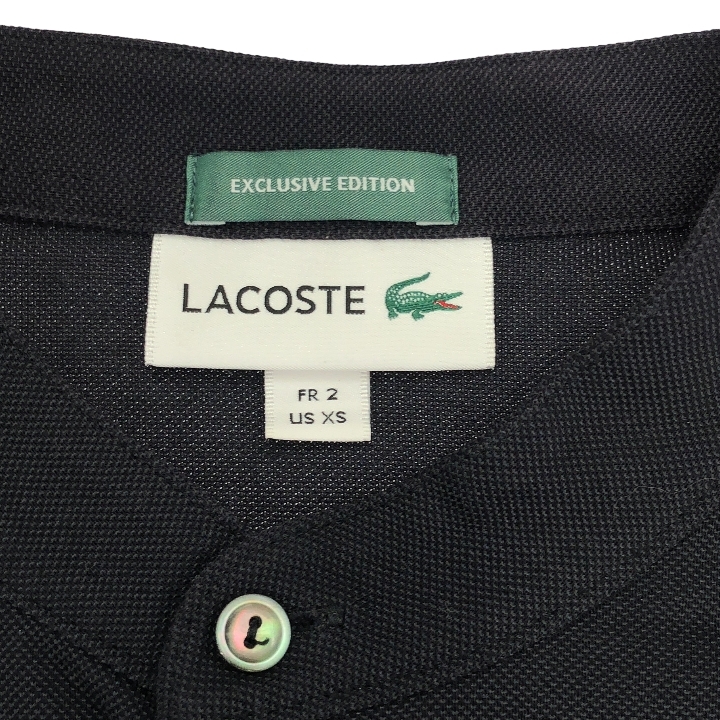 EXCLUSIVE EDITION
LACOSTE
FR 2
US XS